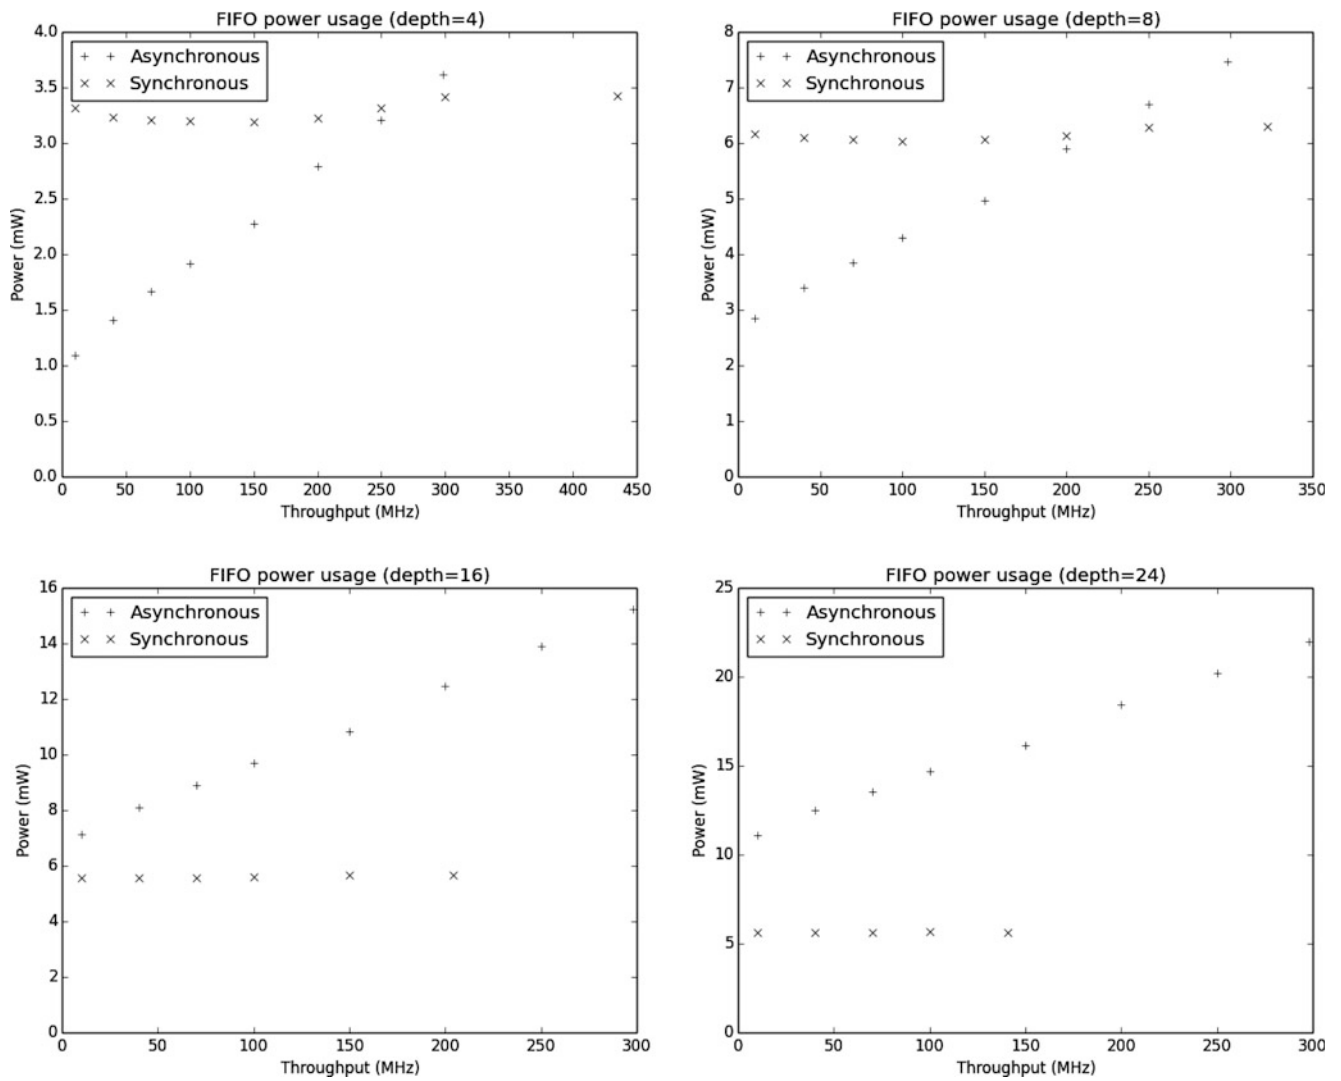 FIFO power usage (depth=4)
4.0
3.5
3.0
2.5
2.0
1.5
1.0
0.5
0.0
Power (mW)
Asynchronous
Synchronous
0 50 100 150 200 250 300 350 400 450
Throughput (MHz)
FIFO power usage (depth=8)
8
7
6
5
4
3
2
1
0
Power (mW)
Asynchronous
Synchronous
0 50 100 150 200 250 300 350
Throughput (MHz)
FIFO power usage (depth=16)
16
14
12
10
8
6
4
2
0
Power (mW)
Asynchronous
Synchronous
0 50 100 150 200 250 300
Throughput (MHz)
FIFO power usage (depth=24)
25
20
15
10
5
0
Power (mW)
Asynchronous
Synchronous
0 50 100 150 200 250 300
Throughput (MHz)